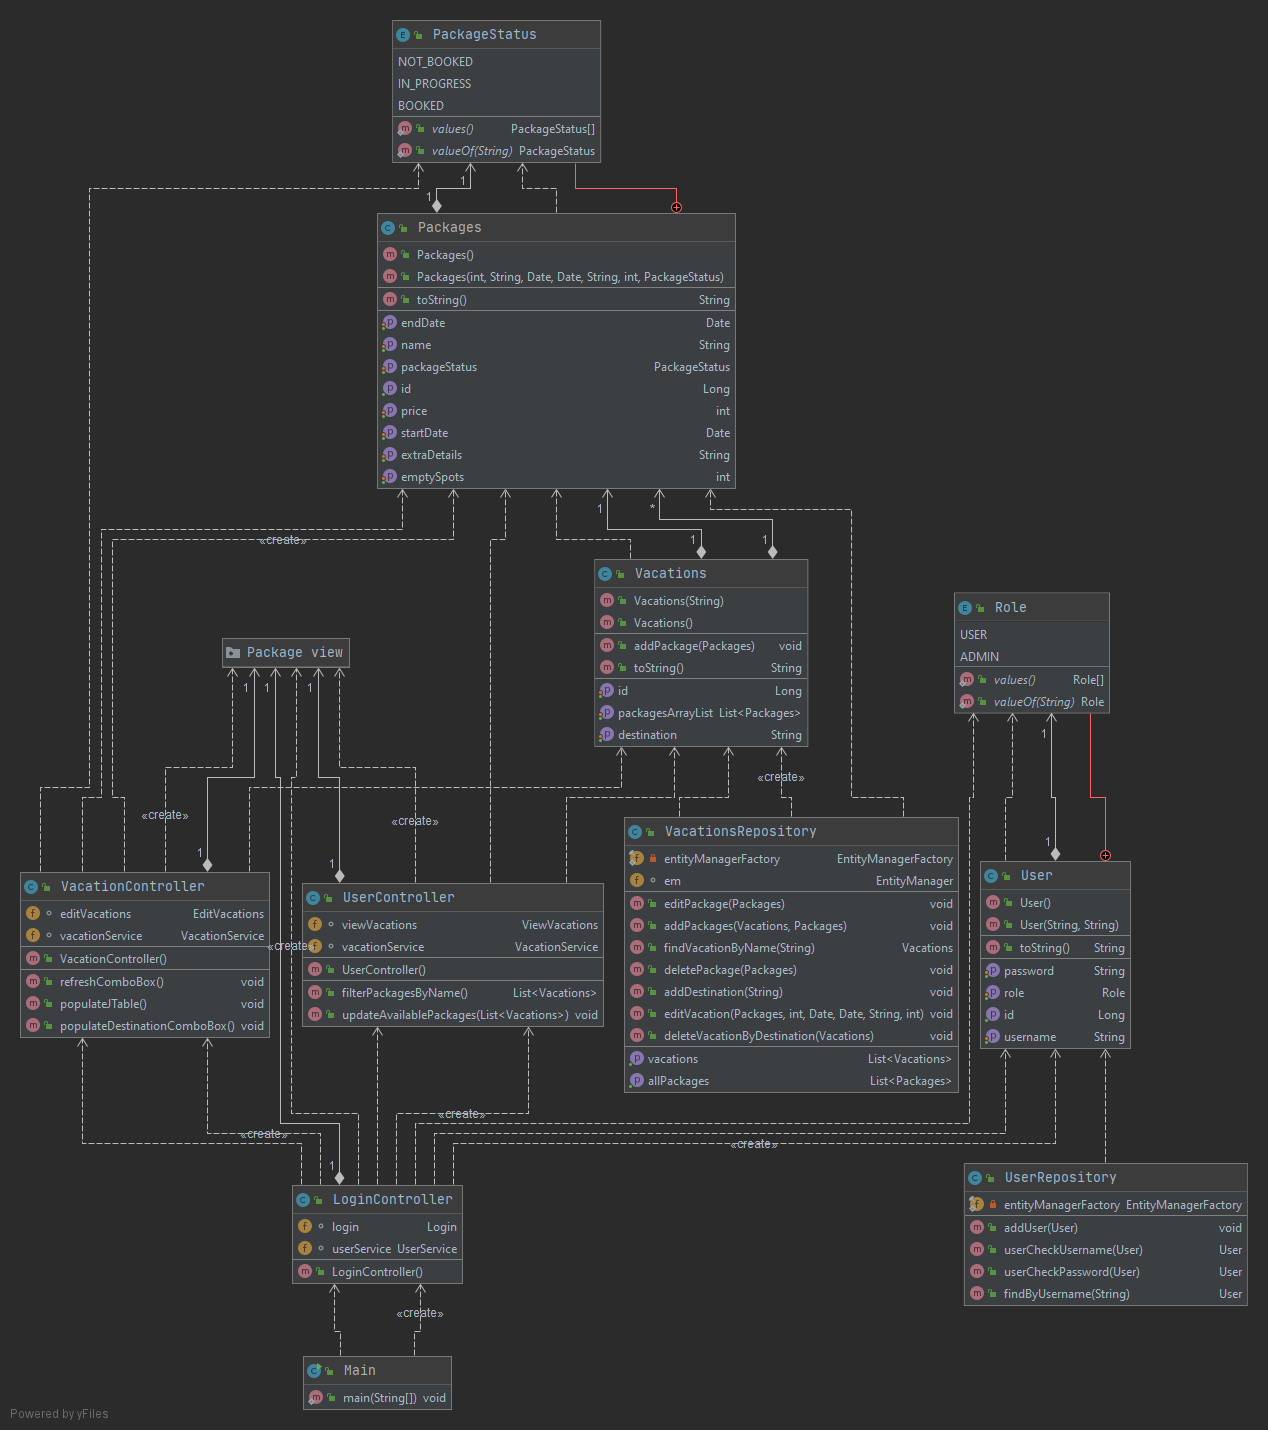 PackageStatus
NOT_BOOKED
IN_PROGRESS
BOOKED
values() PackageStatus[]
valueOf(String) PackageStatus
1
1
Packages
Packages()
Packages(int, String, Date, Date, String, int, PackageStatus)
toString() String
endDate Date
name String
packageStatus PackageStatus
id Long
price int
startDate Date
extraDetails String
emptySpots int
1
*
«create»
1
1
Vacations
Vacations(String)
Vacations()
addPackage(Packages) void
toString() String
id Long
packagesArrayList List<Packages>
destination String
Role
USER
ADMIN
values() Role[]
valueOf(String) Role
1
Package view
1
1
1
«create»
«create»
«create»
1
1
VacationController
editVacations EditVacations
vacationService VacationService
VacationController()
refreshComboBox() void
populateJTable() void
populateDestinationComboBox() void
«create»
UserController
viewVacations ViewVacations
vacationService VacationService
UserController()
filterPackagesByName() List<Vacations>
updateAvailablePackages(List<Vacations>) void
VacationsRepository
entityManagerFactory EntityManagerFactory
em EntityManager
editPackage(Packages) void
addPackages(Vacations, Packages) void
findVacationByName(String) Vacations
deletePackage(Packages) void
addDestination(String) void
editVacation(Packages, int, Date, Date, String, int) void
deleteVacationByDestination(Vacations) void
vacations List<Vacations>
allPackages List<Packages>
1
User
User()
User(String, String)
toString() String
password String
role Role
id Long
username String
«create»
«create»
«create»
1
LoginController
login Login
userService UserService
LoginController()
UserRepository
entityManagerFactory EntityManagerFactory
addUser(User) void
userCheckUsername(User) User
userCheckPassword(User) User
findByUsername(String) User
«create»
Main
main(String[]) void
Powered by yFiles